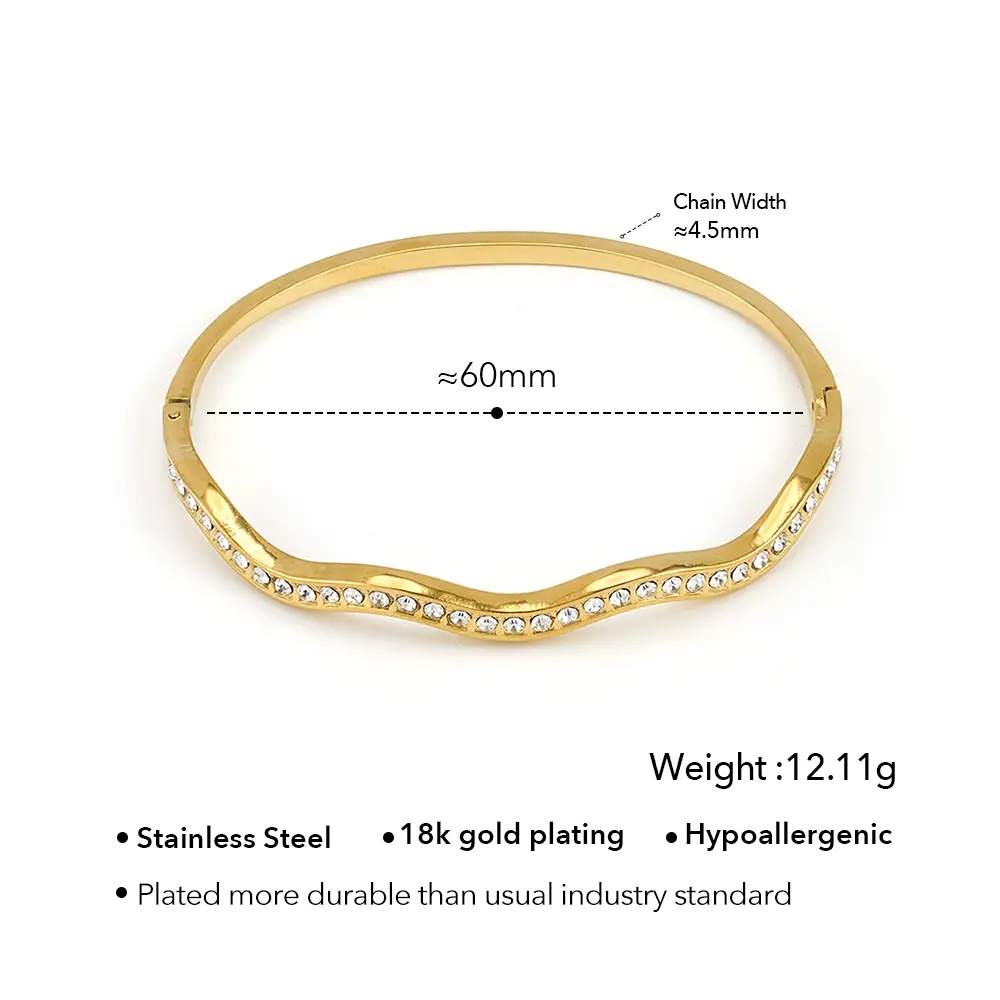 Chain Width
≈4.5mm
≈60mm
Weight :12.11g
• Stainless Steel • 18k gold plating • Hypoallergenic
• Plated more durable than usual industry standard